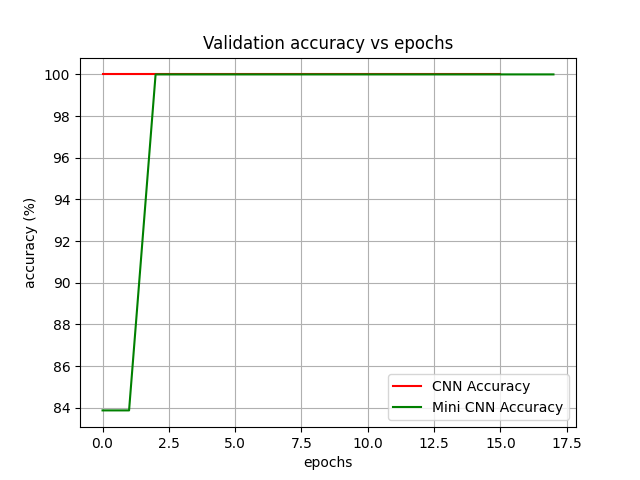 Validation accuracy vs epochs
accuracy (%)
100
98
96
94
92
90
88
86
84
CNN Accuracy
Mini CNN Accuracy
0.0 2.5 5.0 7.5 10.0 12.5 15.0 17.5
epochs